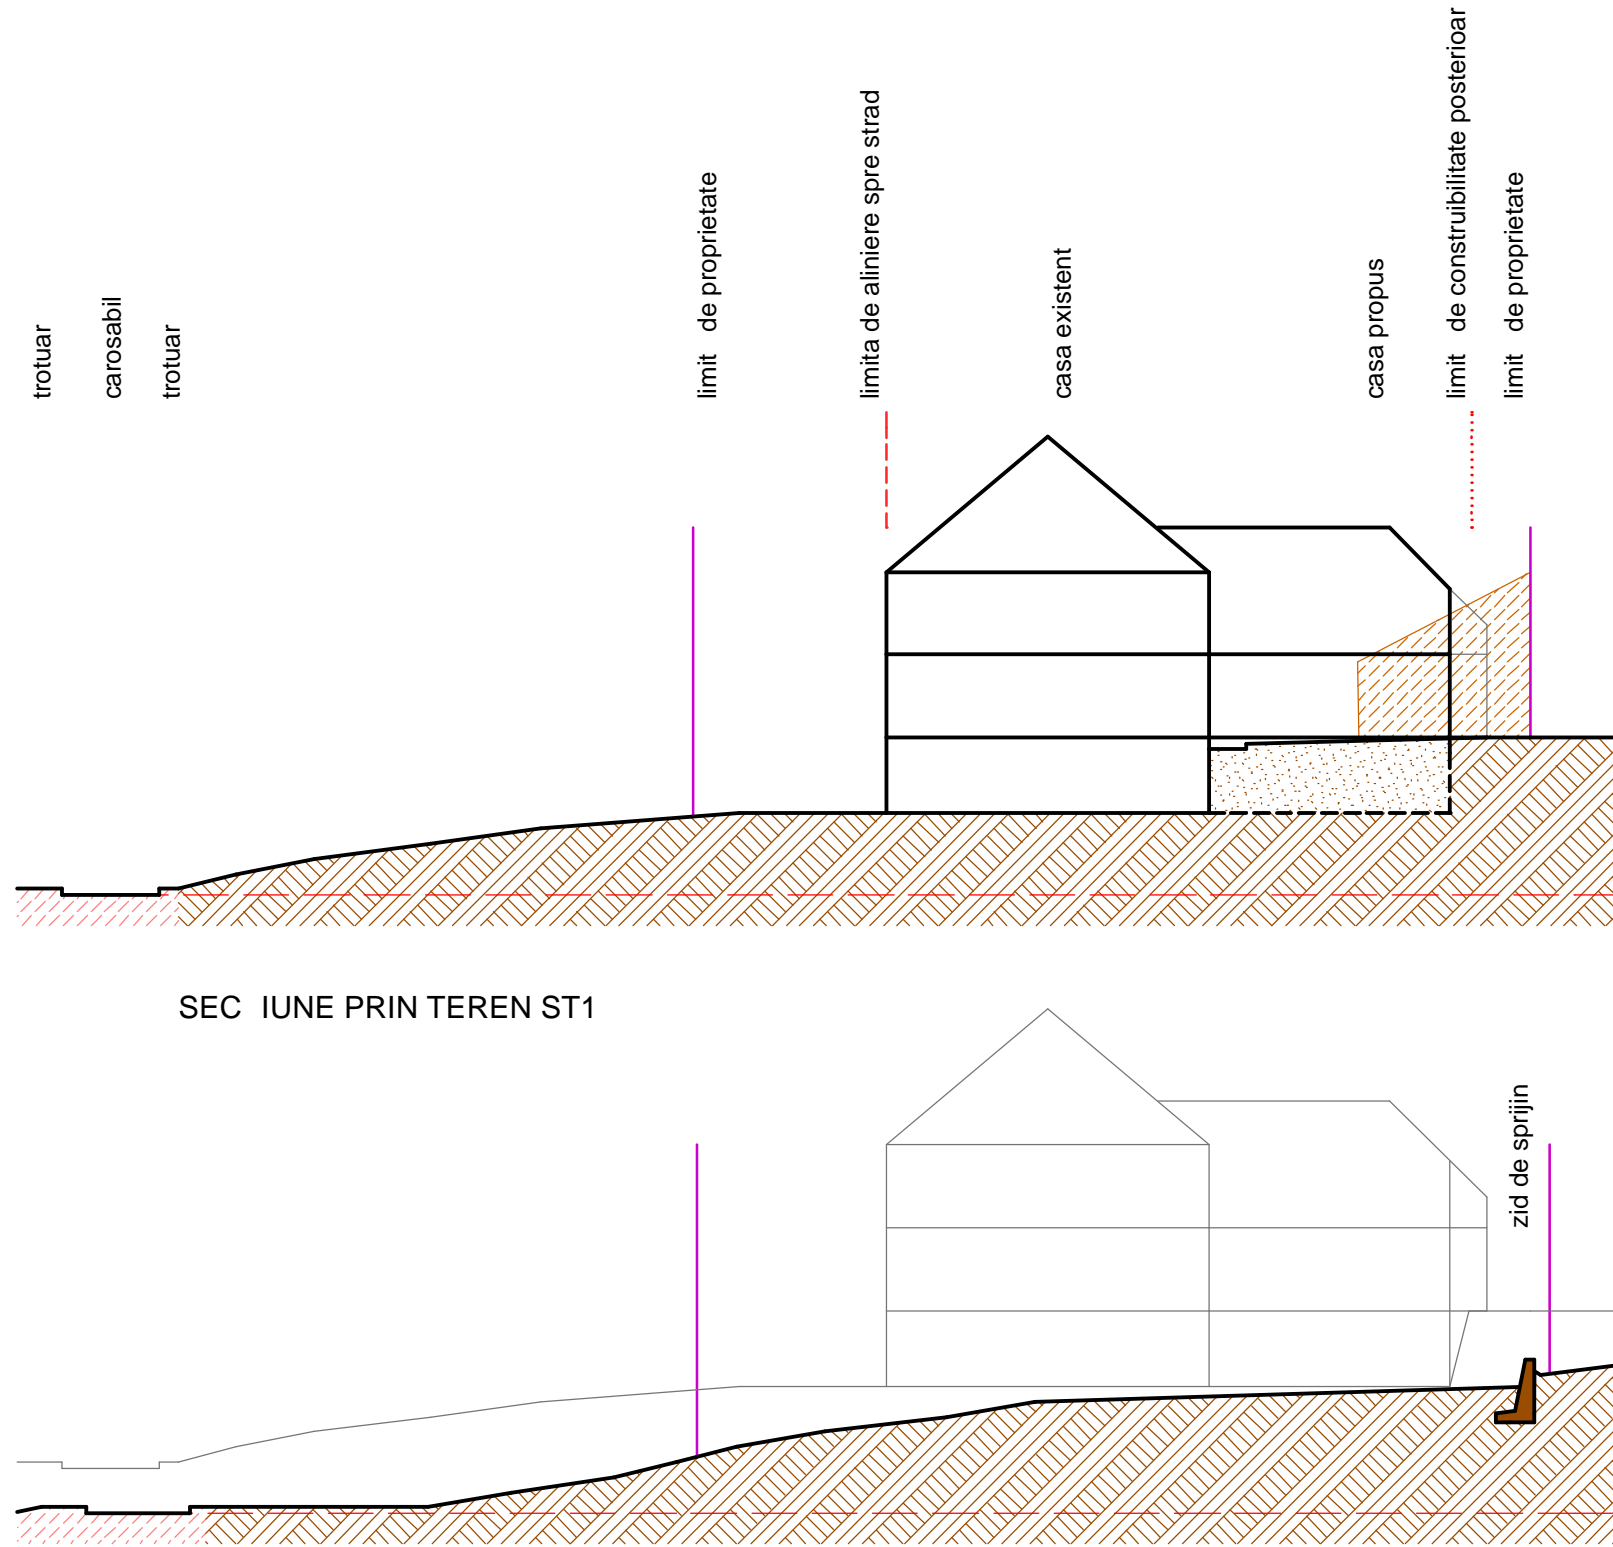 trotuar
carosabil
trotuar
limit de proprietate
limita de aliniere spre strad
casa existent
casa propus
limit de construibilitate posterioar
limit de proprietate
SEC IUNE PRIN TEREN ST1
zid de sprijin